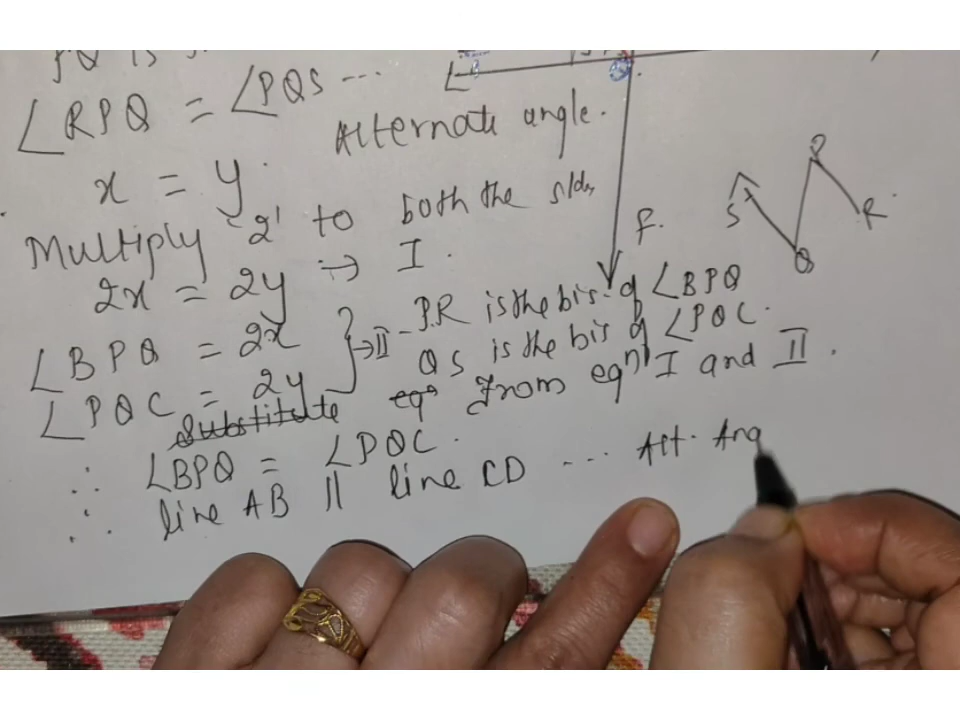 PQ is
∠RPQ = ∠PQS ...
Alternate angle.
x = y.
Multiply '2' to both the sides
2x = 2y → I.
F.
P
S
R.
Q
∠BPQ = 2x
∠PQC = 2y
} → II - PR is the bis. of ∠BPQ
QS is the bis of ∠PQC.
Substitute eqn From eqn I and II.
∴ ∠BPQ = ∠PQC.
∴ line AB || line CD ... Alt. Ang